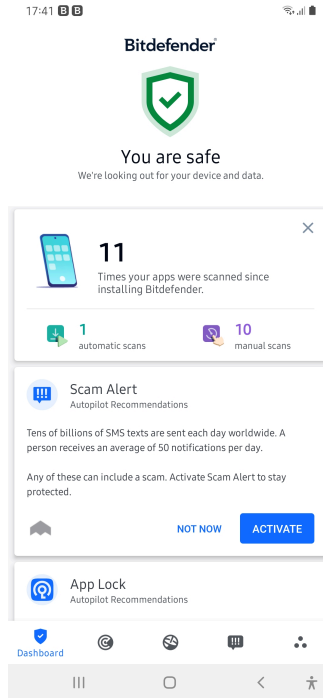 17:41 B B
Bitdefender
You are safe
We're looking out for your device and data.
11
Times your apps were scanned since
installing Bitdefender.
1
automatic scans
10
manual scans
Scam Alert
Autopilot Recommendations
Tens of billions of SMS texts are sent each day worldwide. A
person receives an average of 50 notifications per day.
Any of these can include a scam. Activate Scam Alert to stay
protected.
NOT NOW
ACTIVATE
App Lock
Autopilot Recommendations
Dashboard